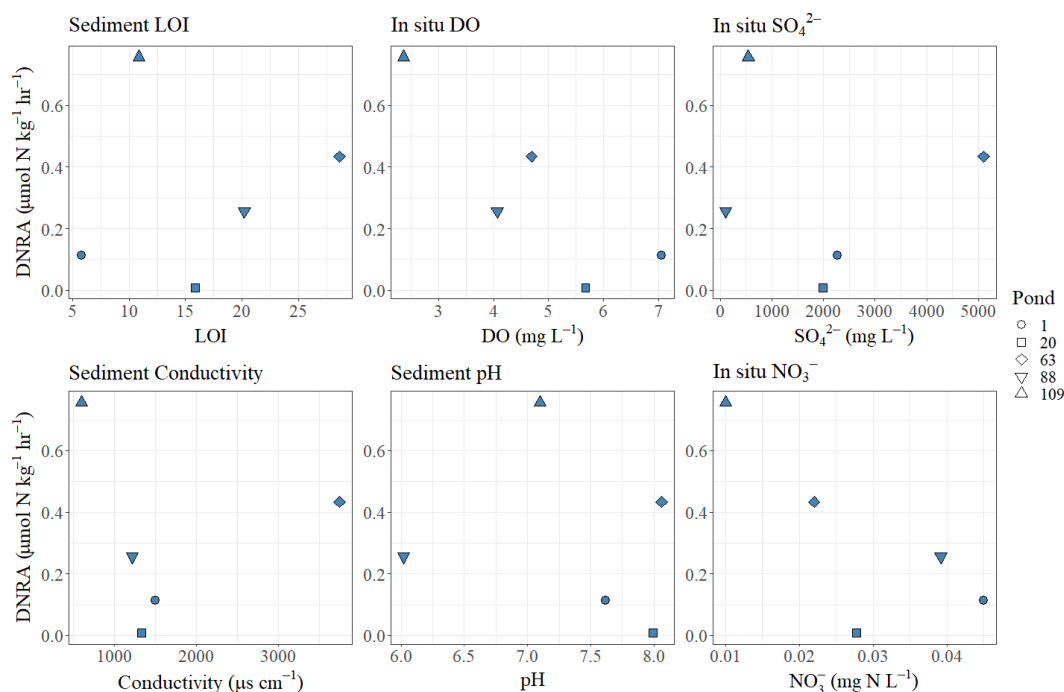 Sediment LOI
In situ DO
In situ SO₄²⁻
DNRA (μmol N kg⁻¹ hr⁻¹)
0.6
0.4
0.2
0.0
5 10 15 20 25
LOI
3 4 5 6 7
DO (mg L⁻¹)
0 1000 2000 3000 4000 5000
SO₄²⁻ (mg L⁻¹)
Pond
1
20
63
88
109
Sediment Conductivity
Sediment pH
In situ NO₃⁻
DNRA (μmol N kg⁻¹ hr⁻¹)
0.6
0.4
0.2
0.0
1000 2000 3000
Conductivity (μs cm⁻¹)
6.0 6.5 7.0 7.5 8.0
pH
0.01 0.02 0.03 0.04
NO₃⁻ (mg N L⁻¹)